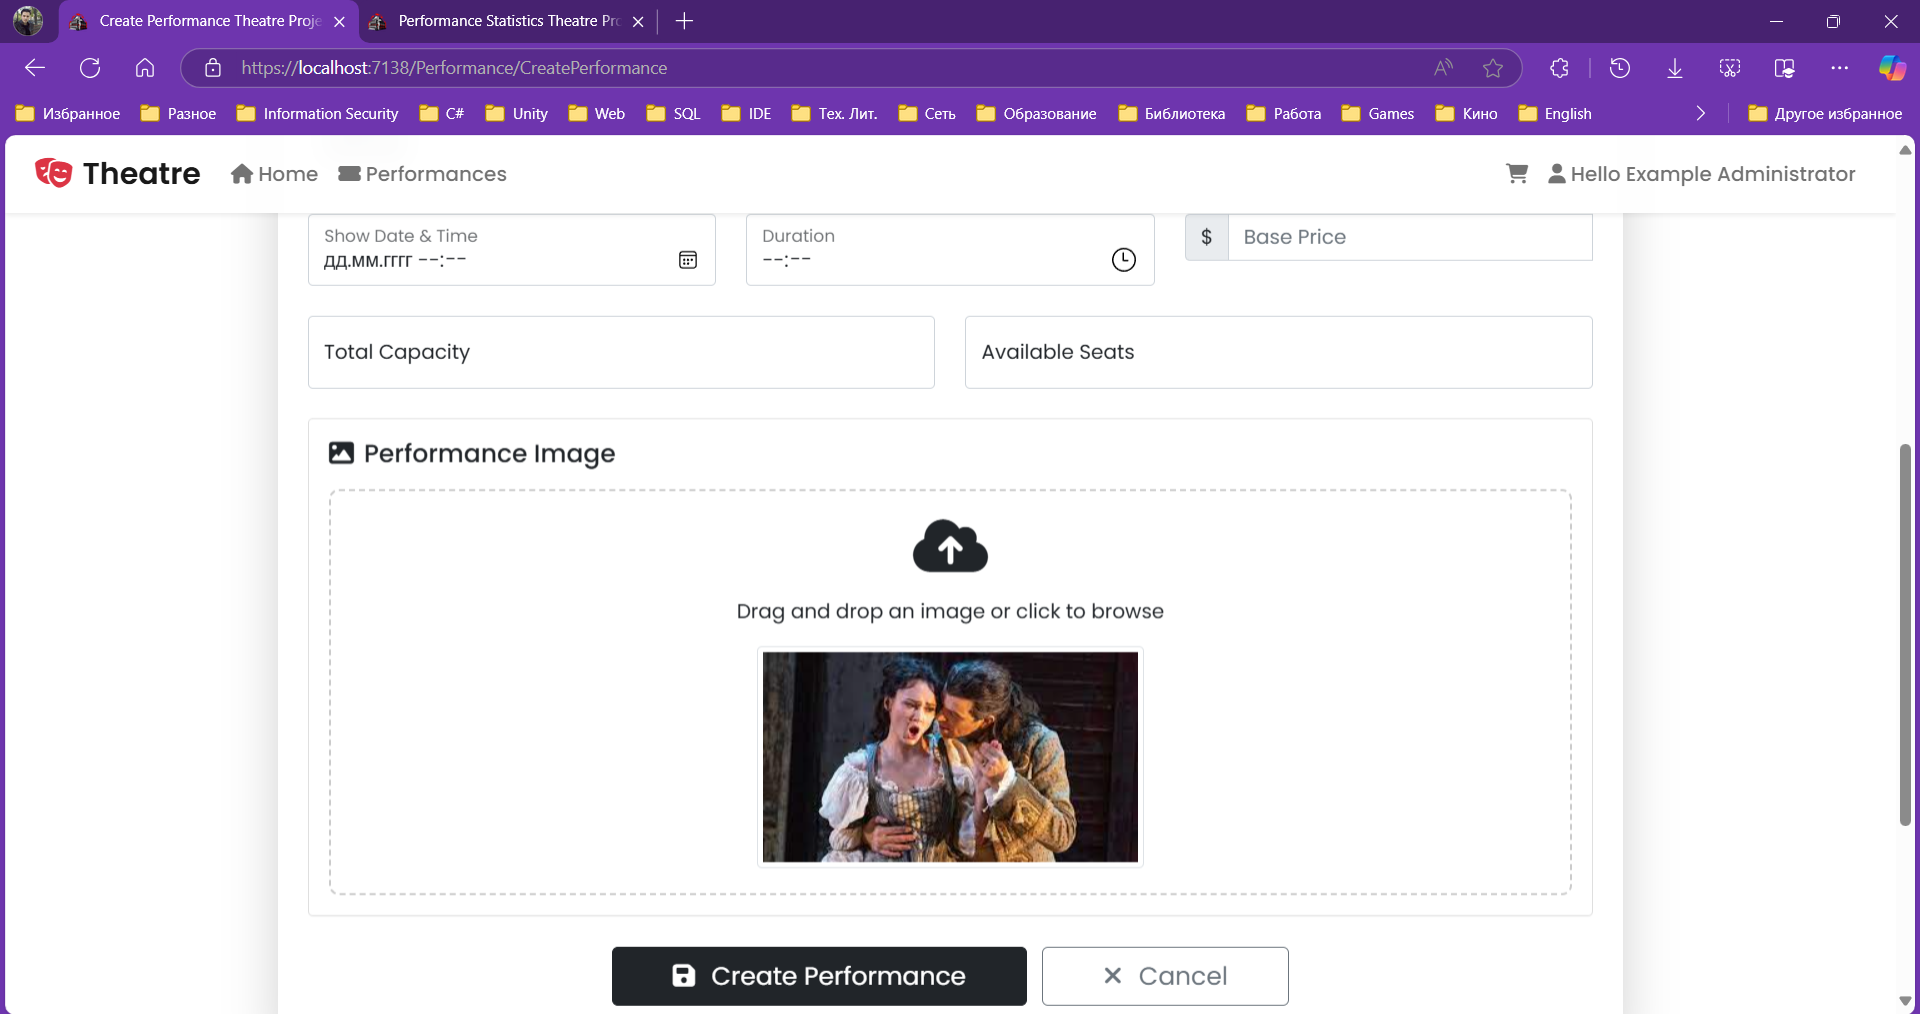 Create Performance Theatre Proje
Performance Statistics Theatre Pro
https://localhost:7138/Performance/CreatePerformance
Избранное Разное Information Security C# Unity Web SQL IDE Тех. Лит. Сеть Образование Библиотека Работа Games Кино English Другое избранное
Theatre Home Performances Hello Example Administrator
Show Date & Time
ДД.ММ.ГГГГ --:--
Duration
--:--
$ Base Price
Total Capacity
Available Seats
Performance Image
Drag and drop an image or click to browse
Create Performance
Cancel